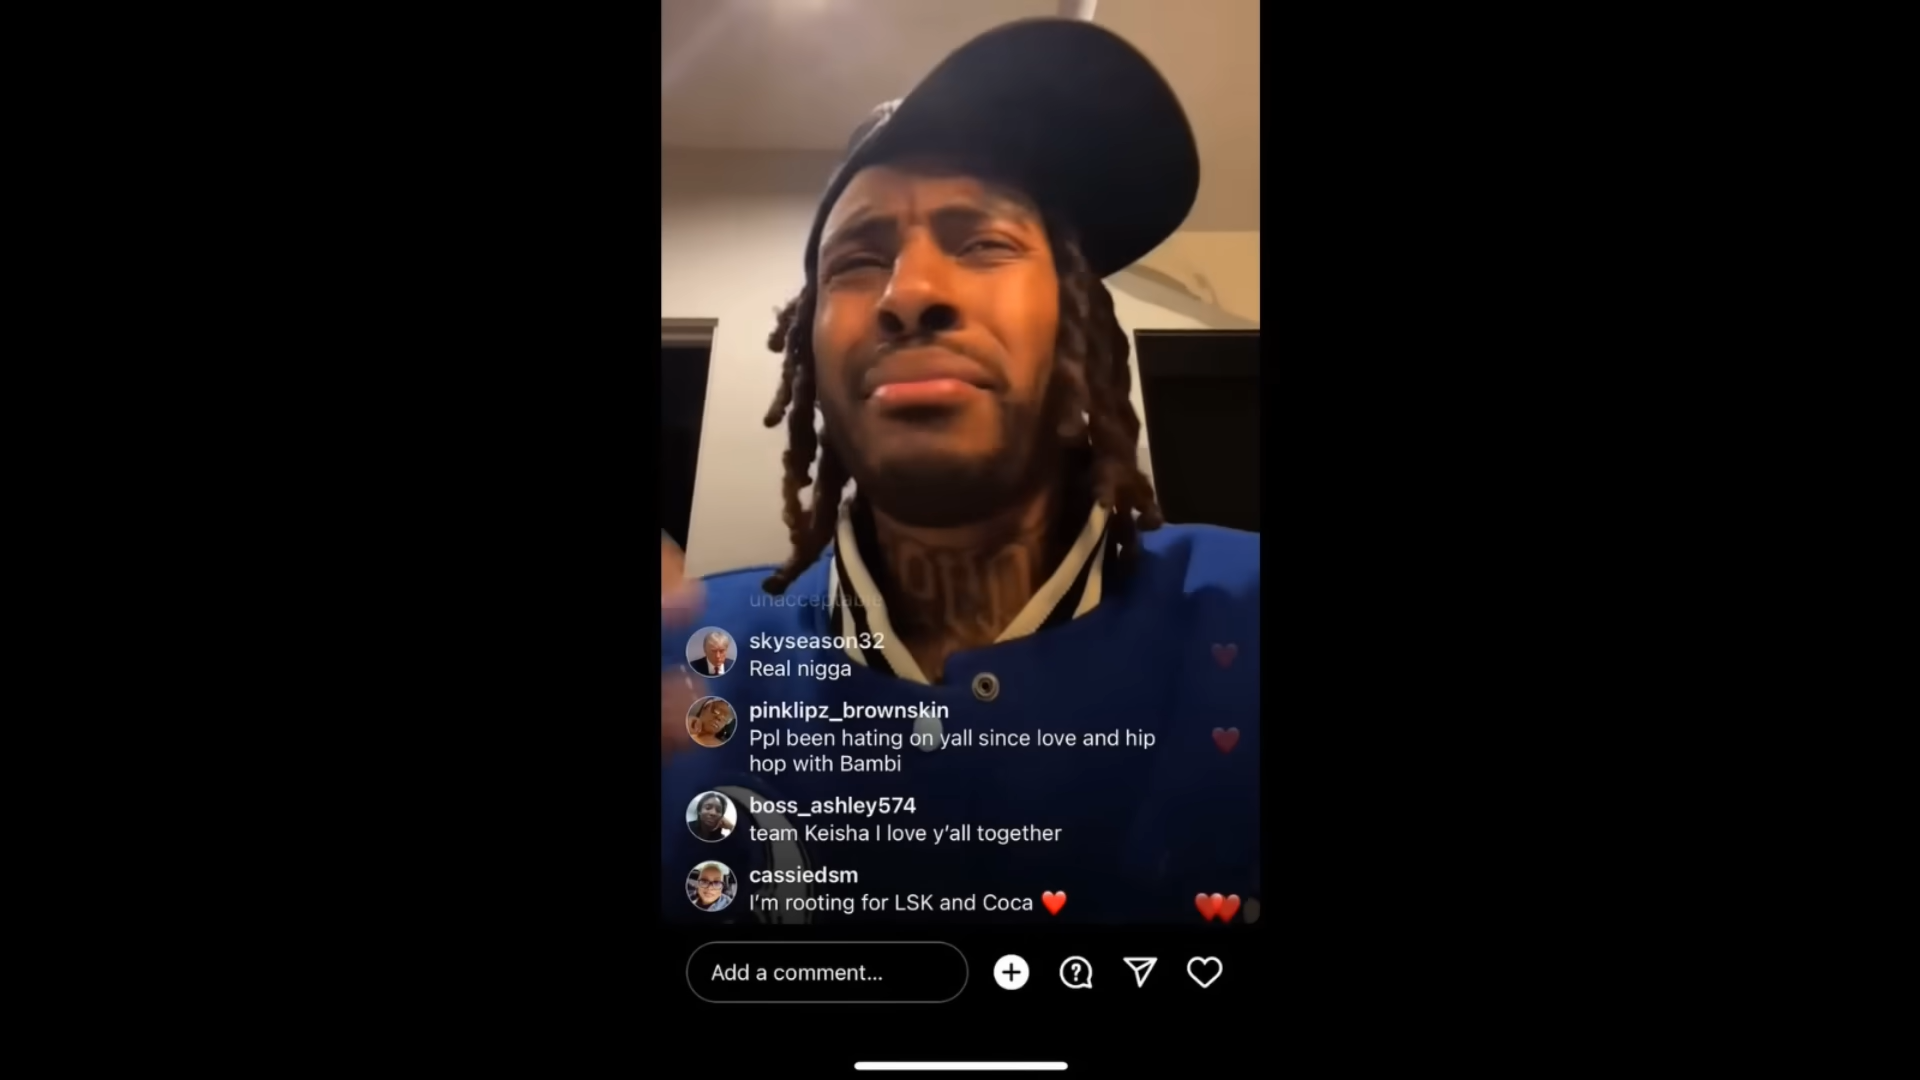 unacceptable
skyseason32
Real nigga
pinklipz_brownskin
Ppl been hating on yall since love and hip
hop with Bambi
boss_ashley574
team Keisha I love y’all together
cassiedsm
I’m rooting for LSK and Coca ❤️
Add a comment...